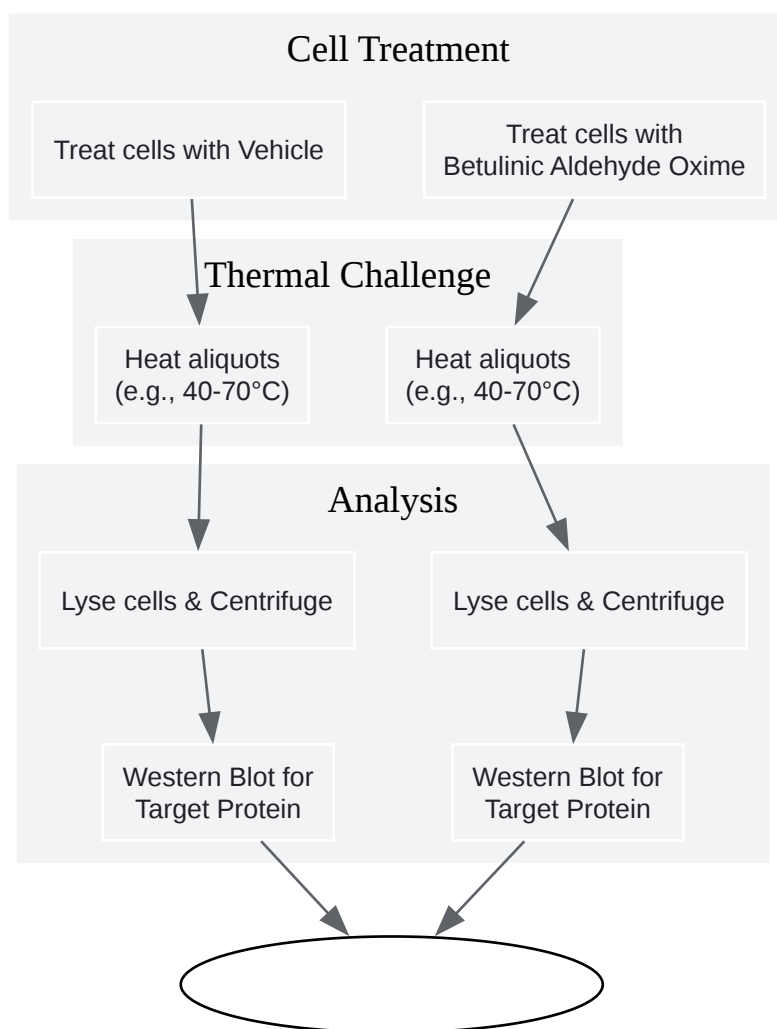 Cell Treatment
Treat cells with Vehicle
Treat cells with
Betulinic Aldehyde Oxime
Thermal Challenge
Heat aliquots
(e.g., 40-70°C)
Heat aliquots
(e.g., 40-70°C)
Analysis
Lyse cells & Centrifuge
Lyse cells & Centrifuge
Western Blot for
Target Protein
Western Blot for
Target Protein